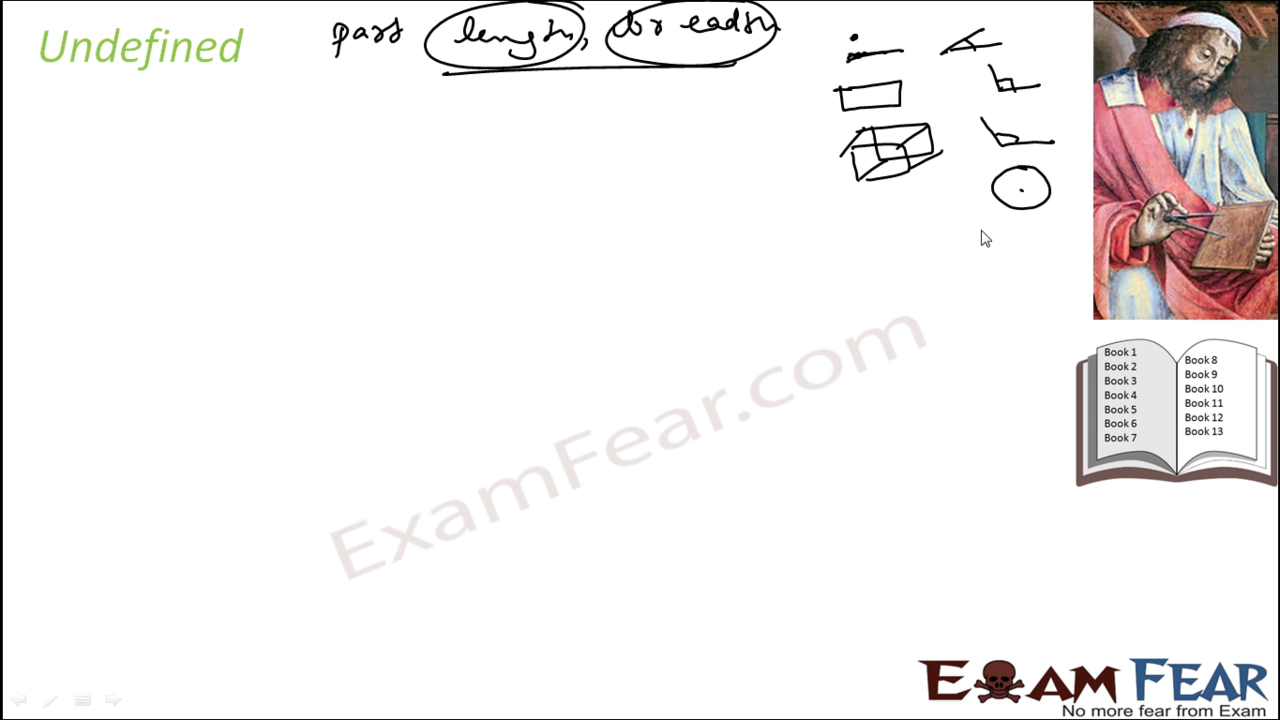 Undefined
part length, breadth
Book 1
Book 2
Book 3
Book 4
Book 5
Book 6
Book 7
Book 8
Book 9
Book 10
Book 11
Book 12
Book 13
ExamFear.com
EXAM FEAR
No more fear from Exam